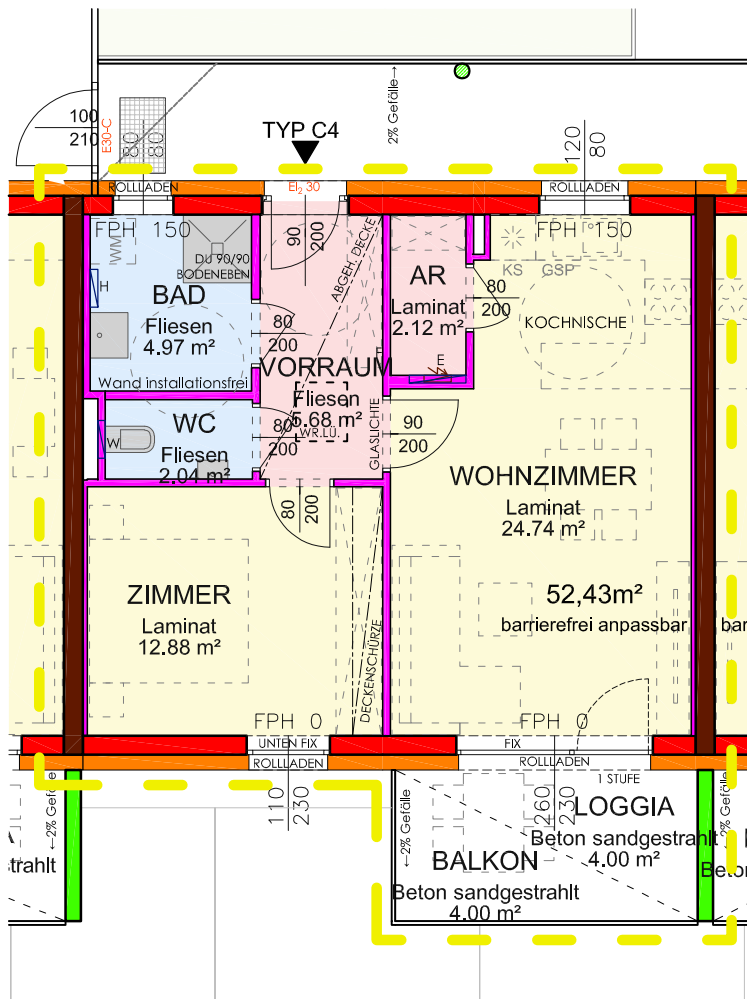 TYP C4
2% Gefälle→
100
210
E30-C
80
80
120
80
ROLLLADEN
EI₂ 30
ROLLLADEN
FPH 150
FPH 150
WM
DU 90/90
BODENEBEN
90
200
ABGEH. DECKE
H
BAD
Fliesen
4.97 m²
Wand installationsfrei
80
200
AR
Laminat
2.12 m²
E
80
200
KS GSP
KOCHNISCHE
VORRAUM
Fliesen
5.68 m²
WR.LÜ.
GLASLICHTE
90
200
W
WC
Fliesen
2.04 m²
80
200
80
200
WOHNZIMMER
Laminat
24.74 m²
52,43m²
barrierefrei anpassbar
bar
ZIMMER
Laminat
12.88 m²
DECKENSCHÜRZE
FPH 0
FPH 0
UNTEN FIX
FIX
ROLLLADEN
ROLLLADEN
110
230
260
230
1 STUFE
←2% Gefälle
←2% Gefälle
2% Gefälle
LOGGIA
Beton sandgestrahlt
4.00 m²
BALKON
Beton sandgestrahlt
4.00 m²
A
strahlt
Beton